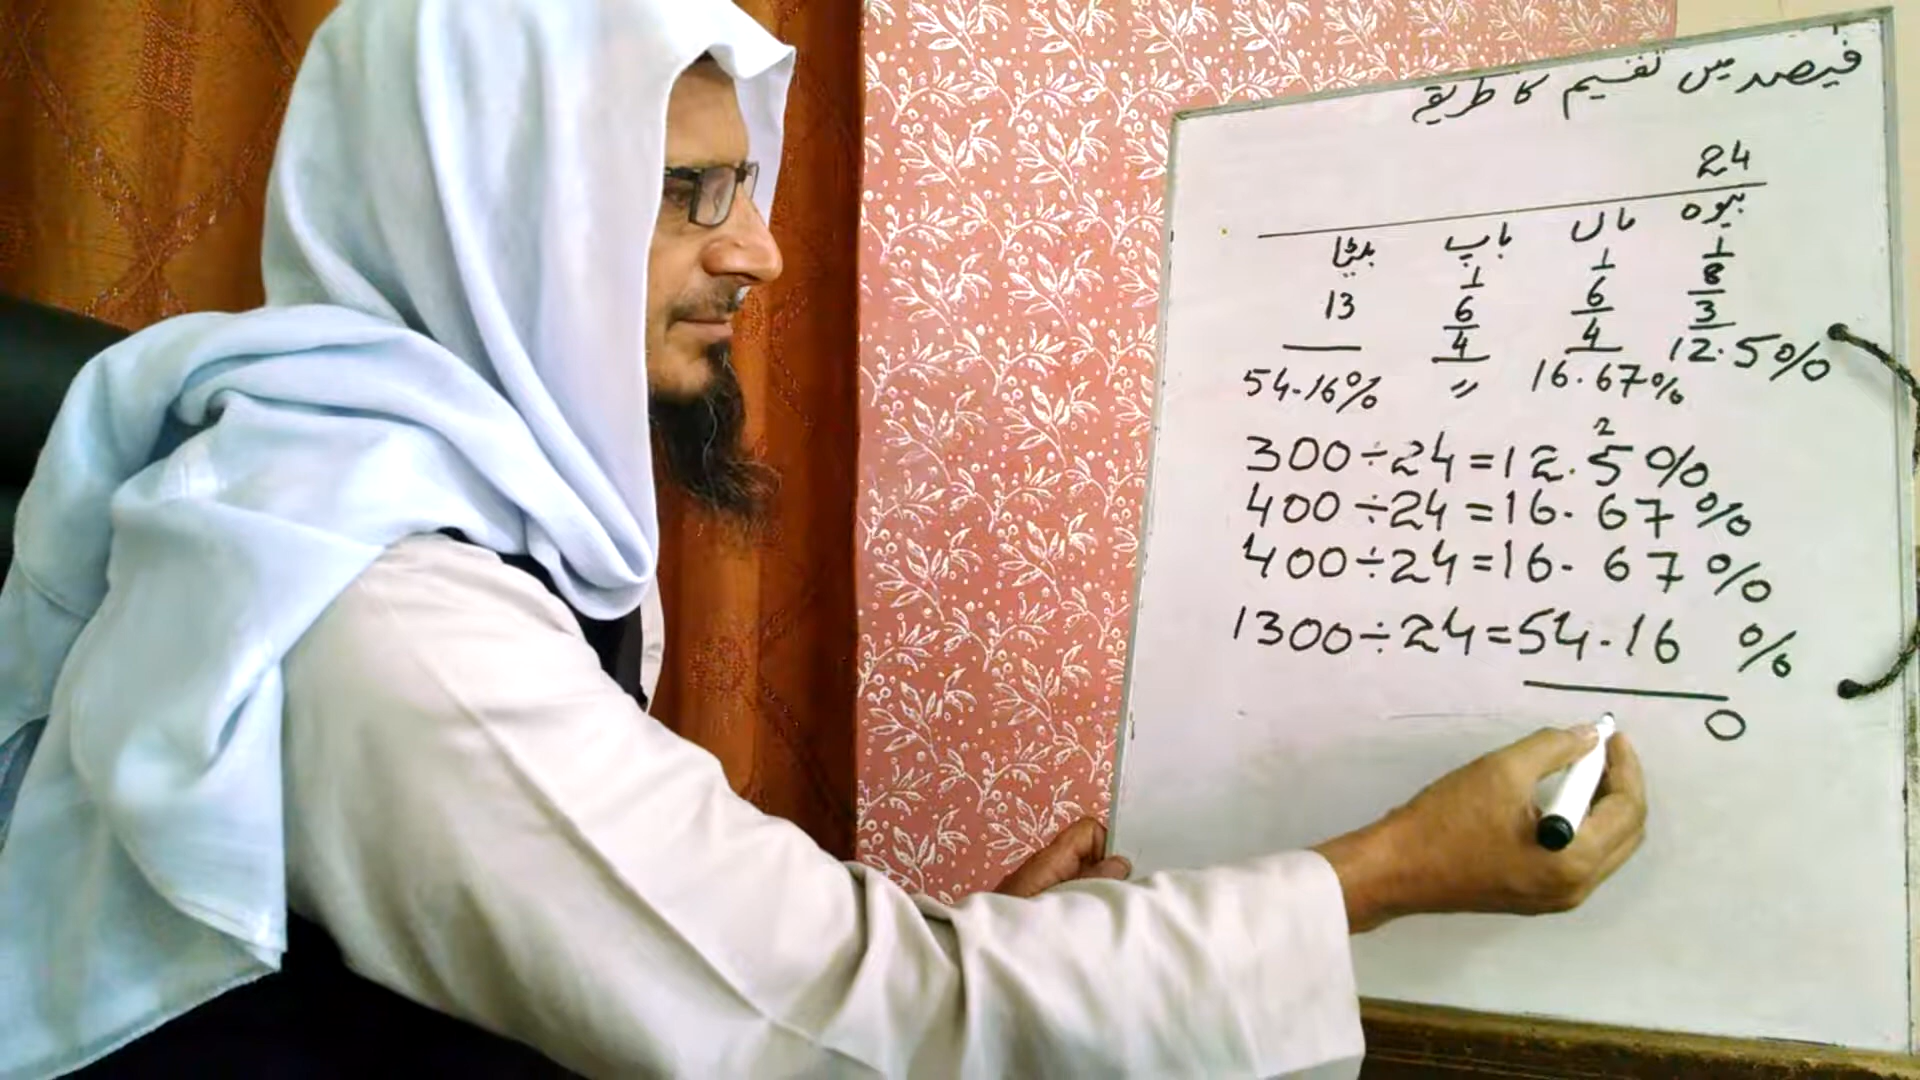 فیصد میں تقسیم کا طریقے
24
بیوہ ماں باپ بیٹا
1/8 1/6 1/6 13
3 4 4
12.5% 16.67% 〃 54.16%
2
300÷24=12.5%
400÷24=16.67%
400÷24=16.67%
1300÷24=54.16%
0